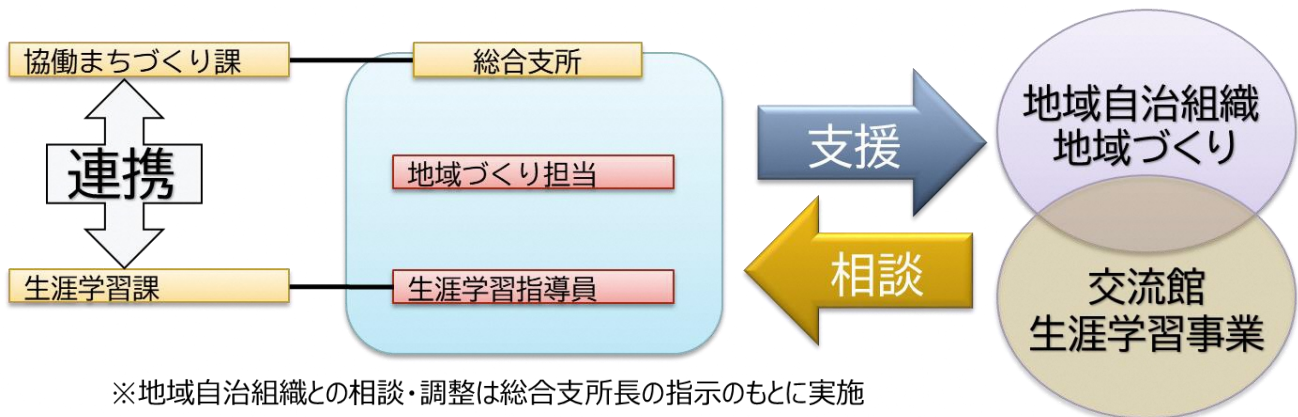 協働まちづくり課
総合支所
連携
地域づくり担当
生涯学習課
生涯学習指導員
支援
相談
地域自治組織
地域づくり
交流館
生涯学習事業
※地域自治組織との相談・調整は総合支所長の指示のもとに実施